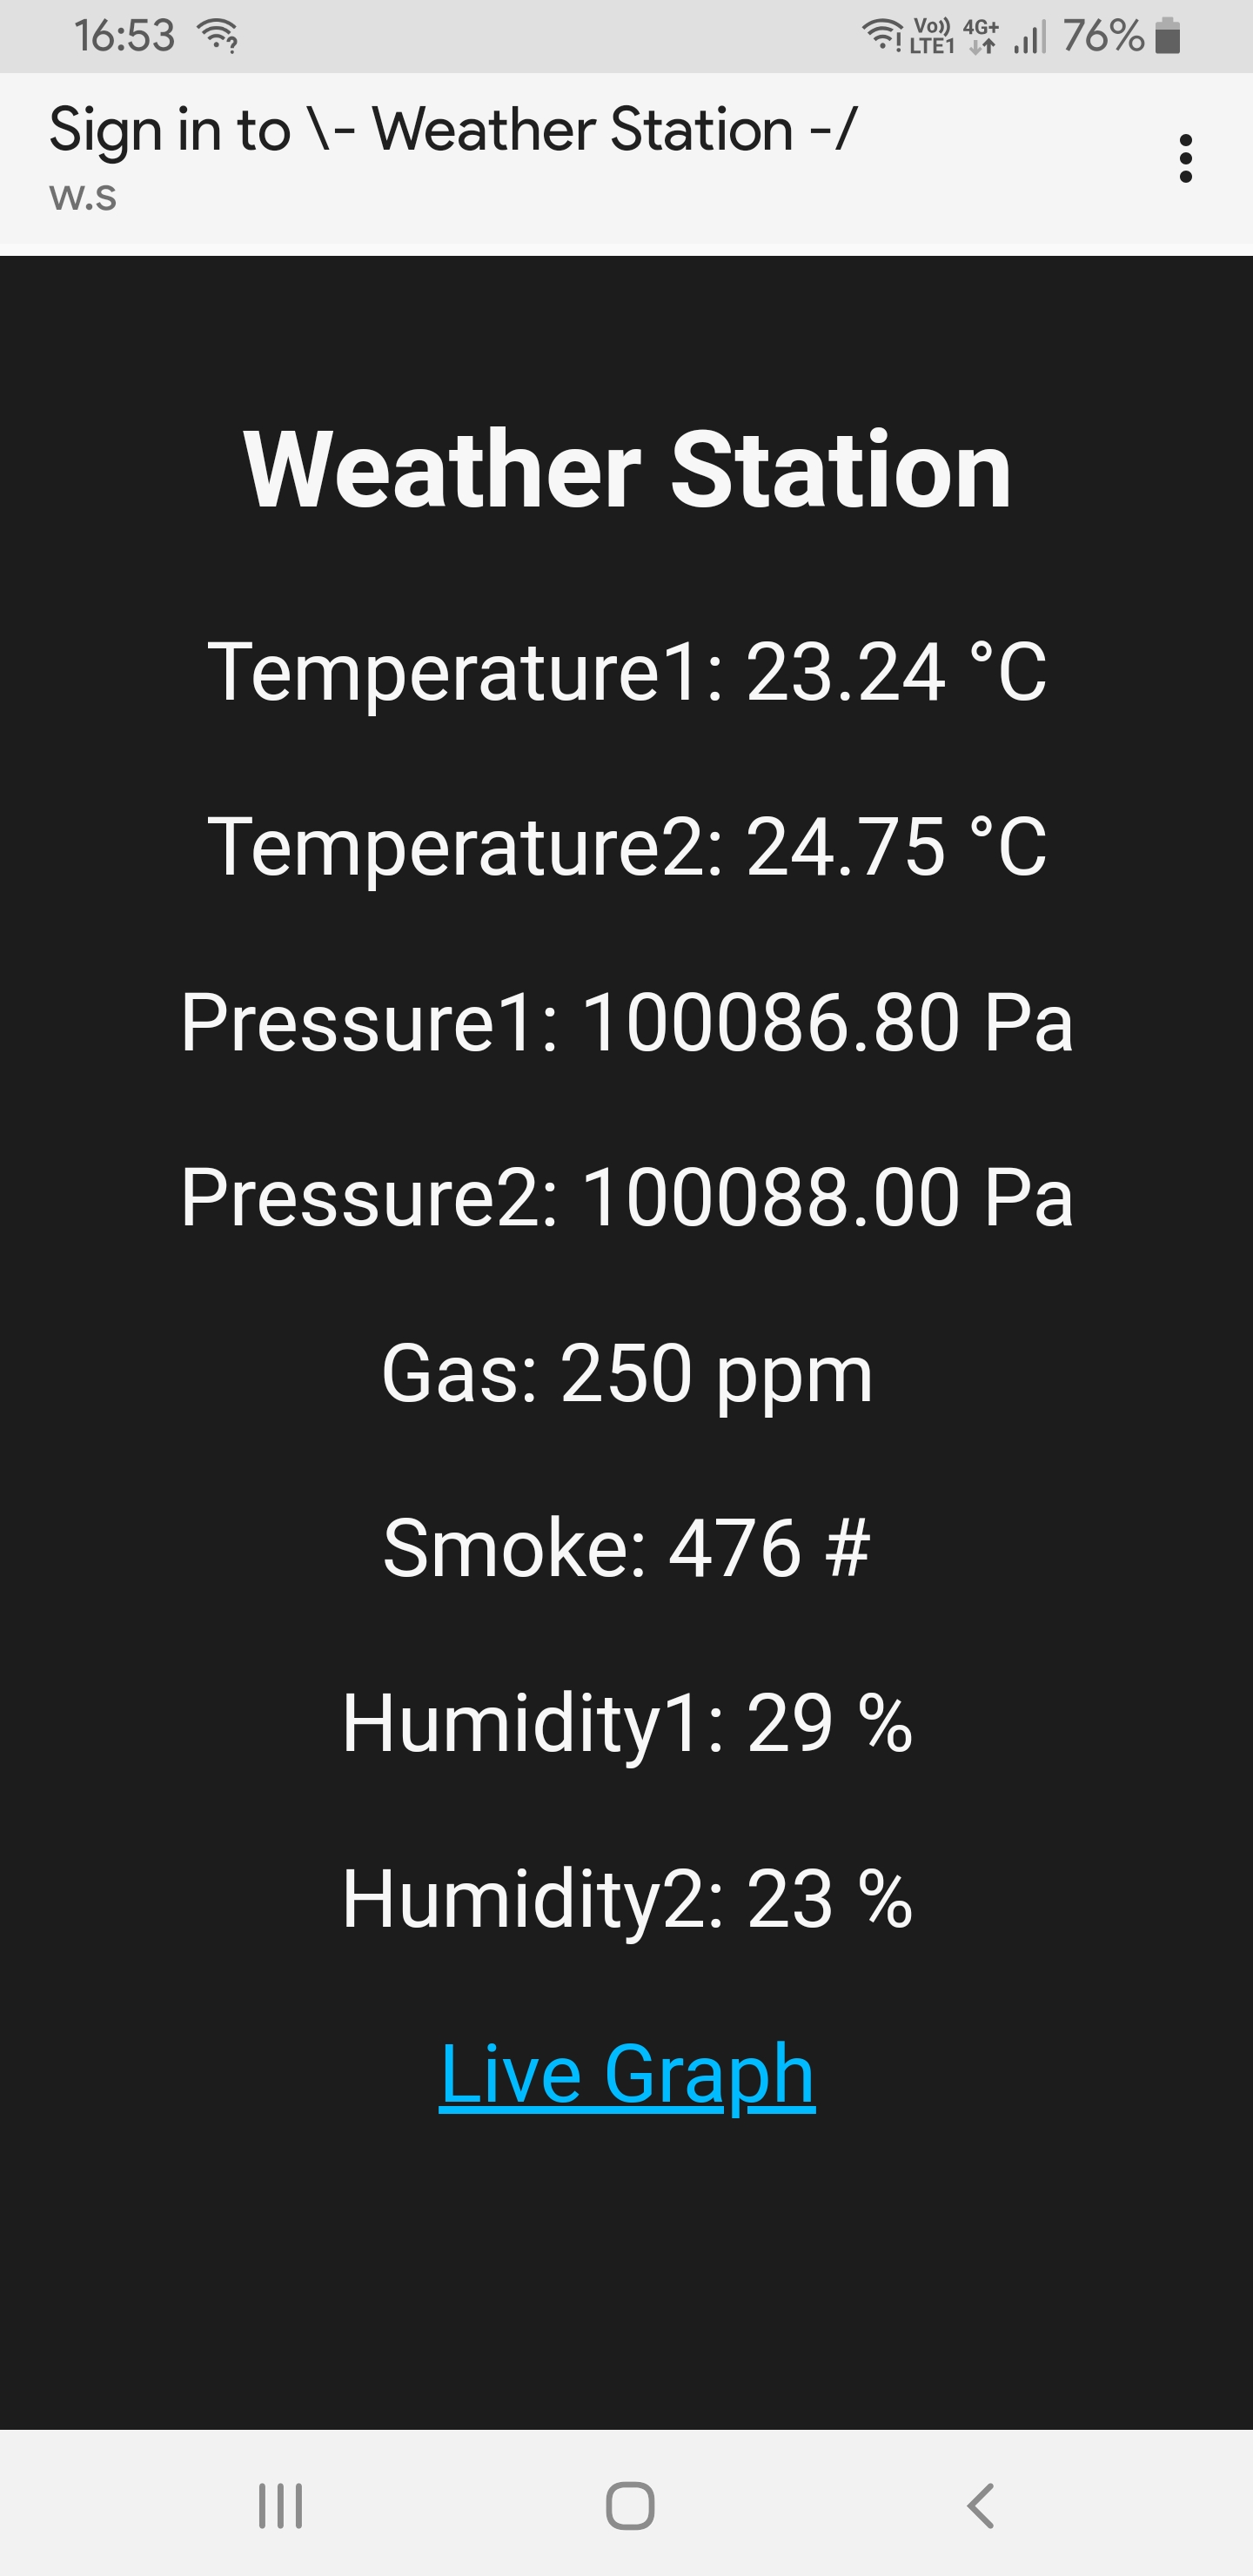 16:53
Vo)) 4G+ 76%
LTE1
Sign in to \- Weather Station -/
w.s
Weather Station
Temperature1: 23.24 °C
Temperature2: 24.75 °C
Pressure1: 100086.80 Pa
Pressure2: 100088.00 Pa
Gas: 250 ppm
Smoke: 476 #
Humidity1: 29 %
Humidity2: 23 %
Live Graph